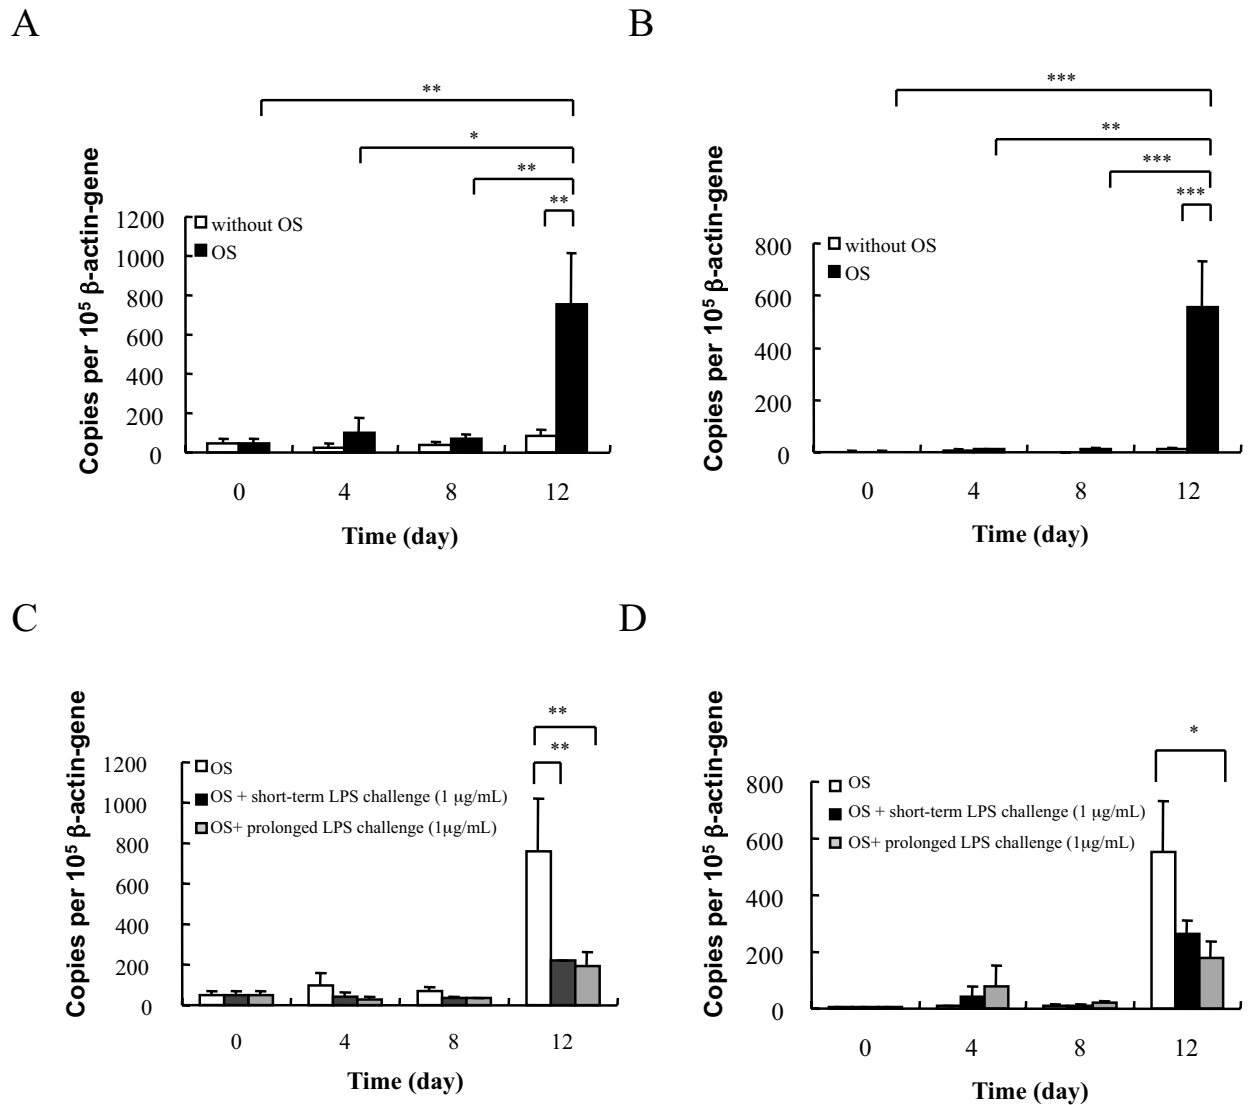 A
**
*
**
**
Copies per 10⁵ β-actin-gene
1200
1000
800
600
400
200
0
without OS
OS
0 4 8 12
Time (day)
B
***
**
***
***
Copies per 10⁵ β-actin-gene
800
600
400
200
0
without OS
OS
0 4 8 12
Time (day)
C
**
**
Copies per 10⁵ β-actin-gene
1200
1000
800
600
400
200
0
OS
OS + short-term LPS challenge (1 μg/mL)
OS+ prolonged LPS challenge (1μg/mL)
0 4 8 12
Time (day)
D
*
Copies per 10⁵ β-actin-gene
800
600
400
200
0
OS
OS + short-term LPS challenge (1 μg/mL)
OS+ prolonged LPS challenge (1μg/mL)
0 4 8 12
Time (day)